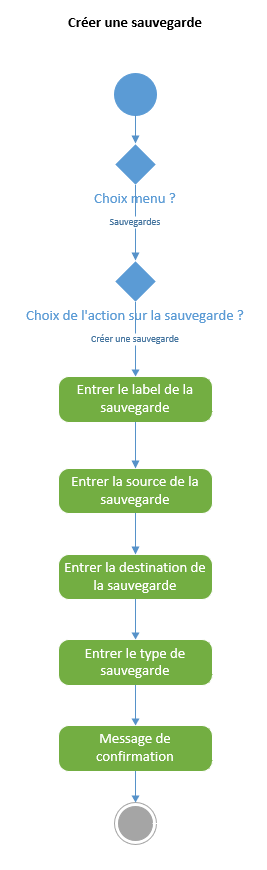 Créer une sauvegarde
Choix menu ?
Sauvegardes
Choix de l'action sur la sauvegarde ?
Créer une sauvegarde
Entrer le label de la
sauvegarde
Entrer la source de la
sauvegarde
Entrer la destination de
la sauvegarde
Entrer le type de
sauvegarde
Message de
confirmation